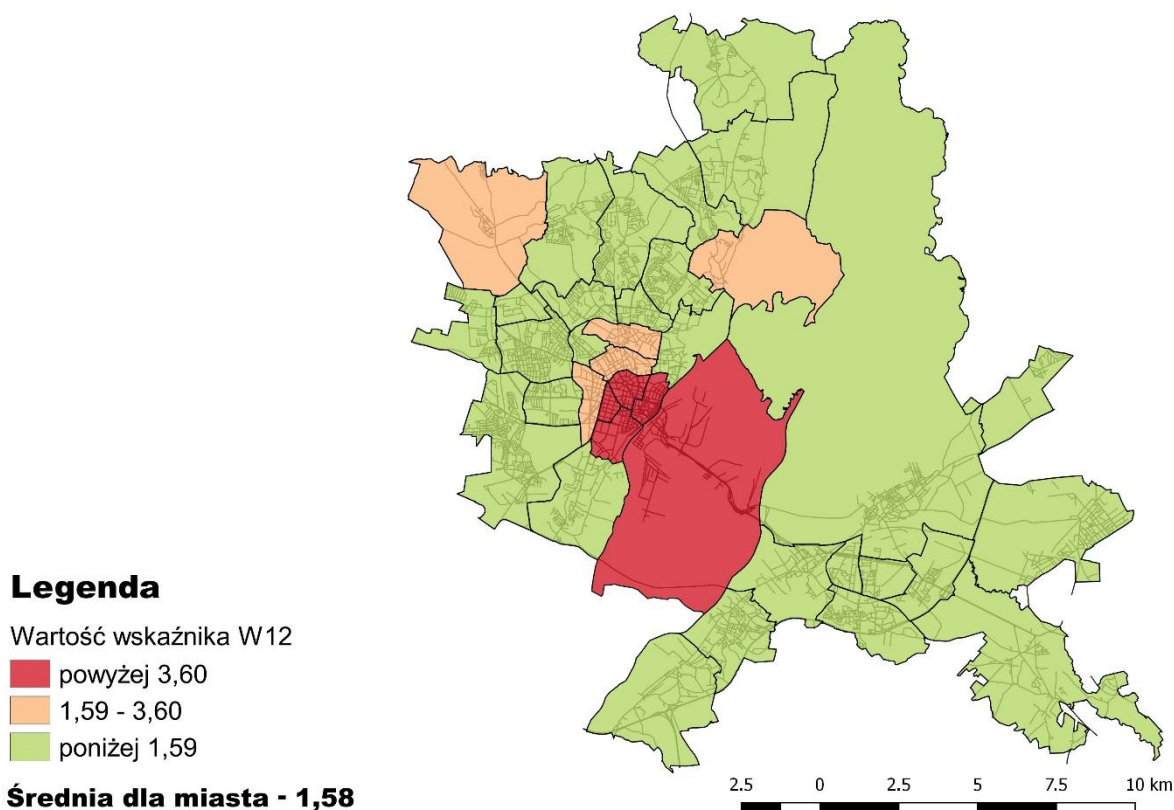 Legenda
Wartość wskaźnika W12
powyżej 3,60
1,59 - 3,60
poniżej 1,59
Średnia dla miasta - 1,58
2.5 0 2.5 5 7.5 10 km